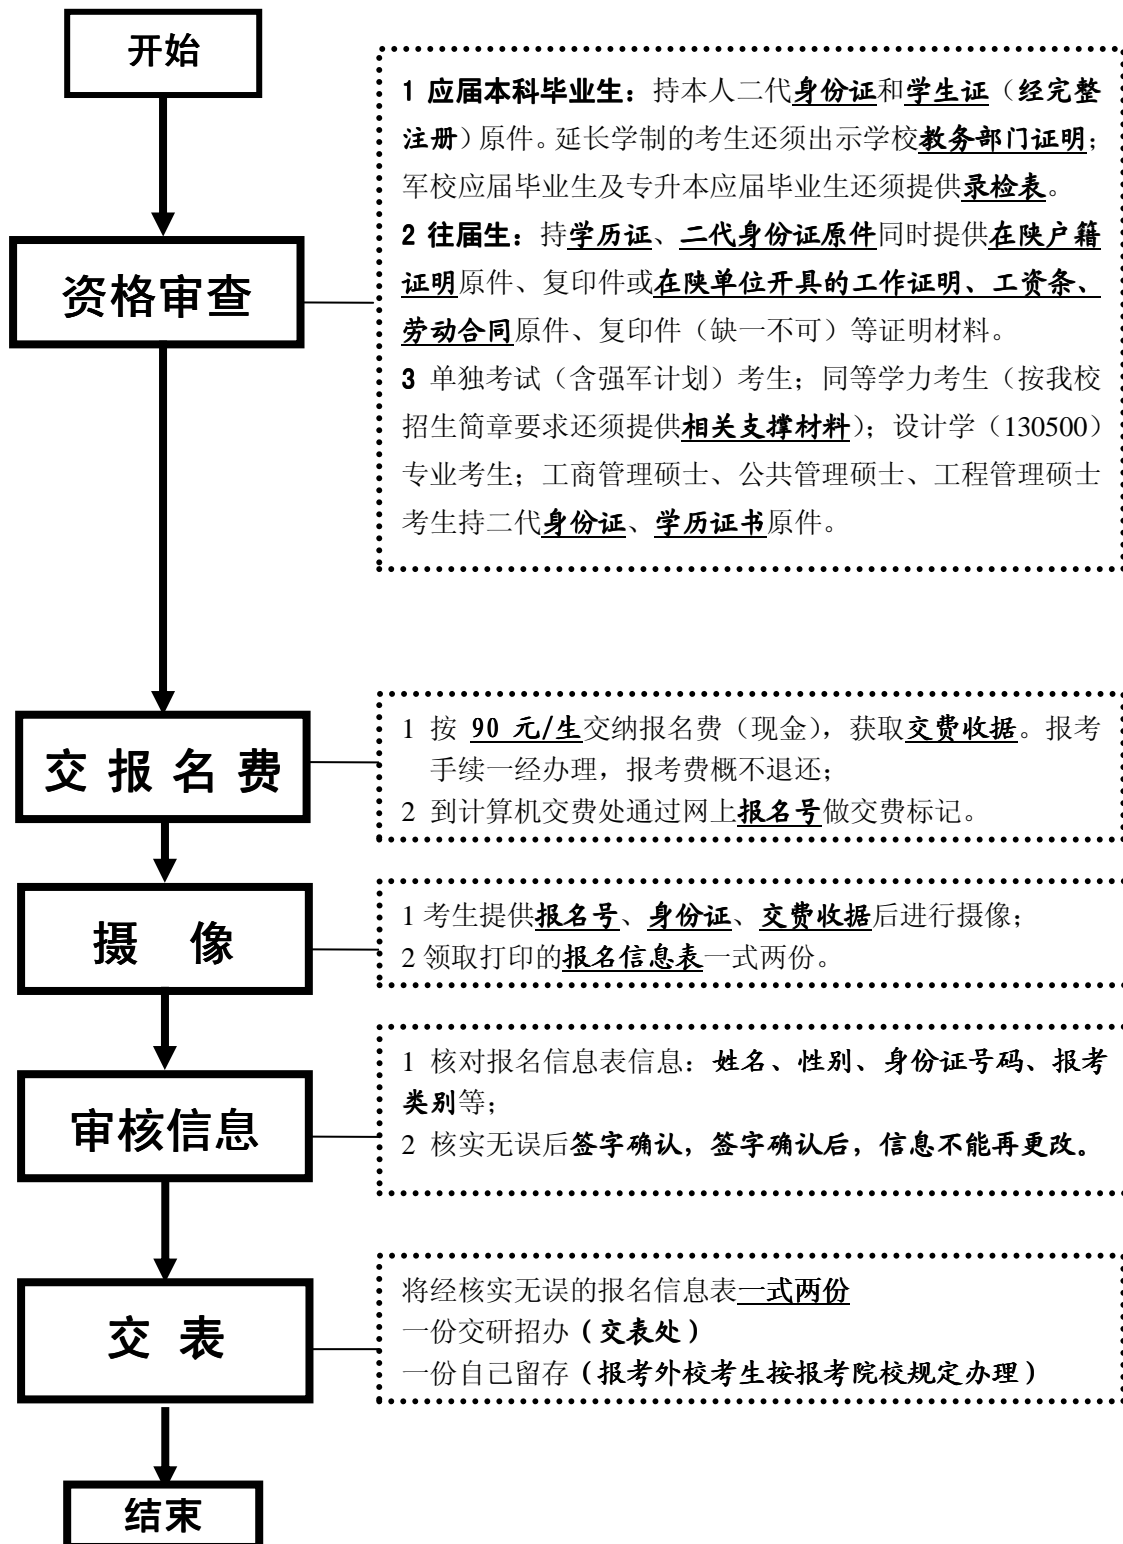 开始
1 应届本科毕业生：持本人二代身份证和学生证（经完整
注册）原件。延长学制的考生还须出示学校教务部门证明；
军校应届毕业生及专升本应届毕业生还须提供录检表。
2 往届生：持学历证、二代身份证原件同时提供在陕户籍
证明原件、复印件或在陕单位开具的工作证明、工资条、
劳动合同原件、复印件（缺一不可）等证明材料。
3 单独考试（含强军计划）考生；同等学力考生（按我校
招生简章要求还须提供相关支撑材料）；设计学（130500）
专业考生；工商管理硕士、公共管理硕士、工程管理硕士
考生持二代身份证、学历证书原件。
资格审查
交 报 名 费
1 按 90 元/生交纳报名费（现金），获取交费收据。报考
手续一经办理，报考费概不退还；
2 到计算机交费处通过网上报名号做交费标记。
摄 像
1 考生提供报名号、身份证、交费收据后进行摄像；
2 领取打印的报名信息表一式两份。
审核信息
1 核对报名信息表信息：姓名、性别、身份证号码、报考
类别等；
2 核实无误后签字确认，签字确认后，信息不能再更改。
交 表
将经核实无误的报名信息表一式两份
一份交研招办（交表处）
一份自己留存（报考外校考生按报考院校规定办理）
结束